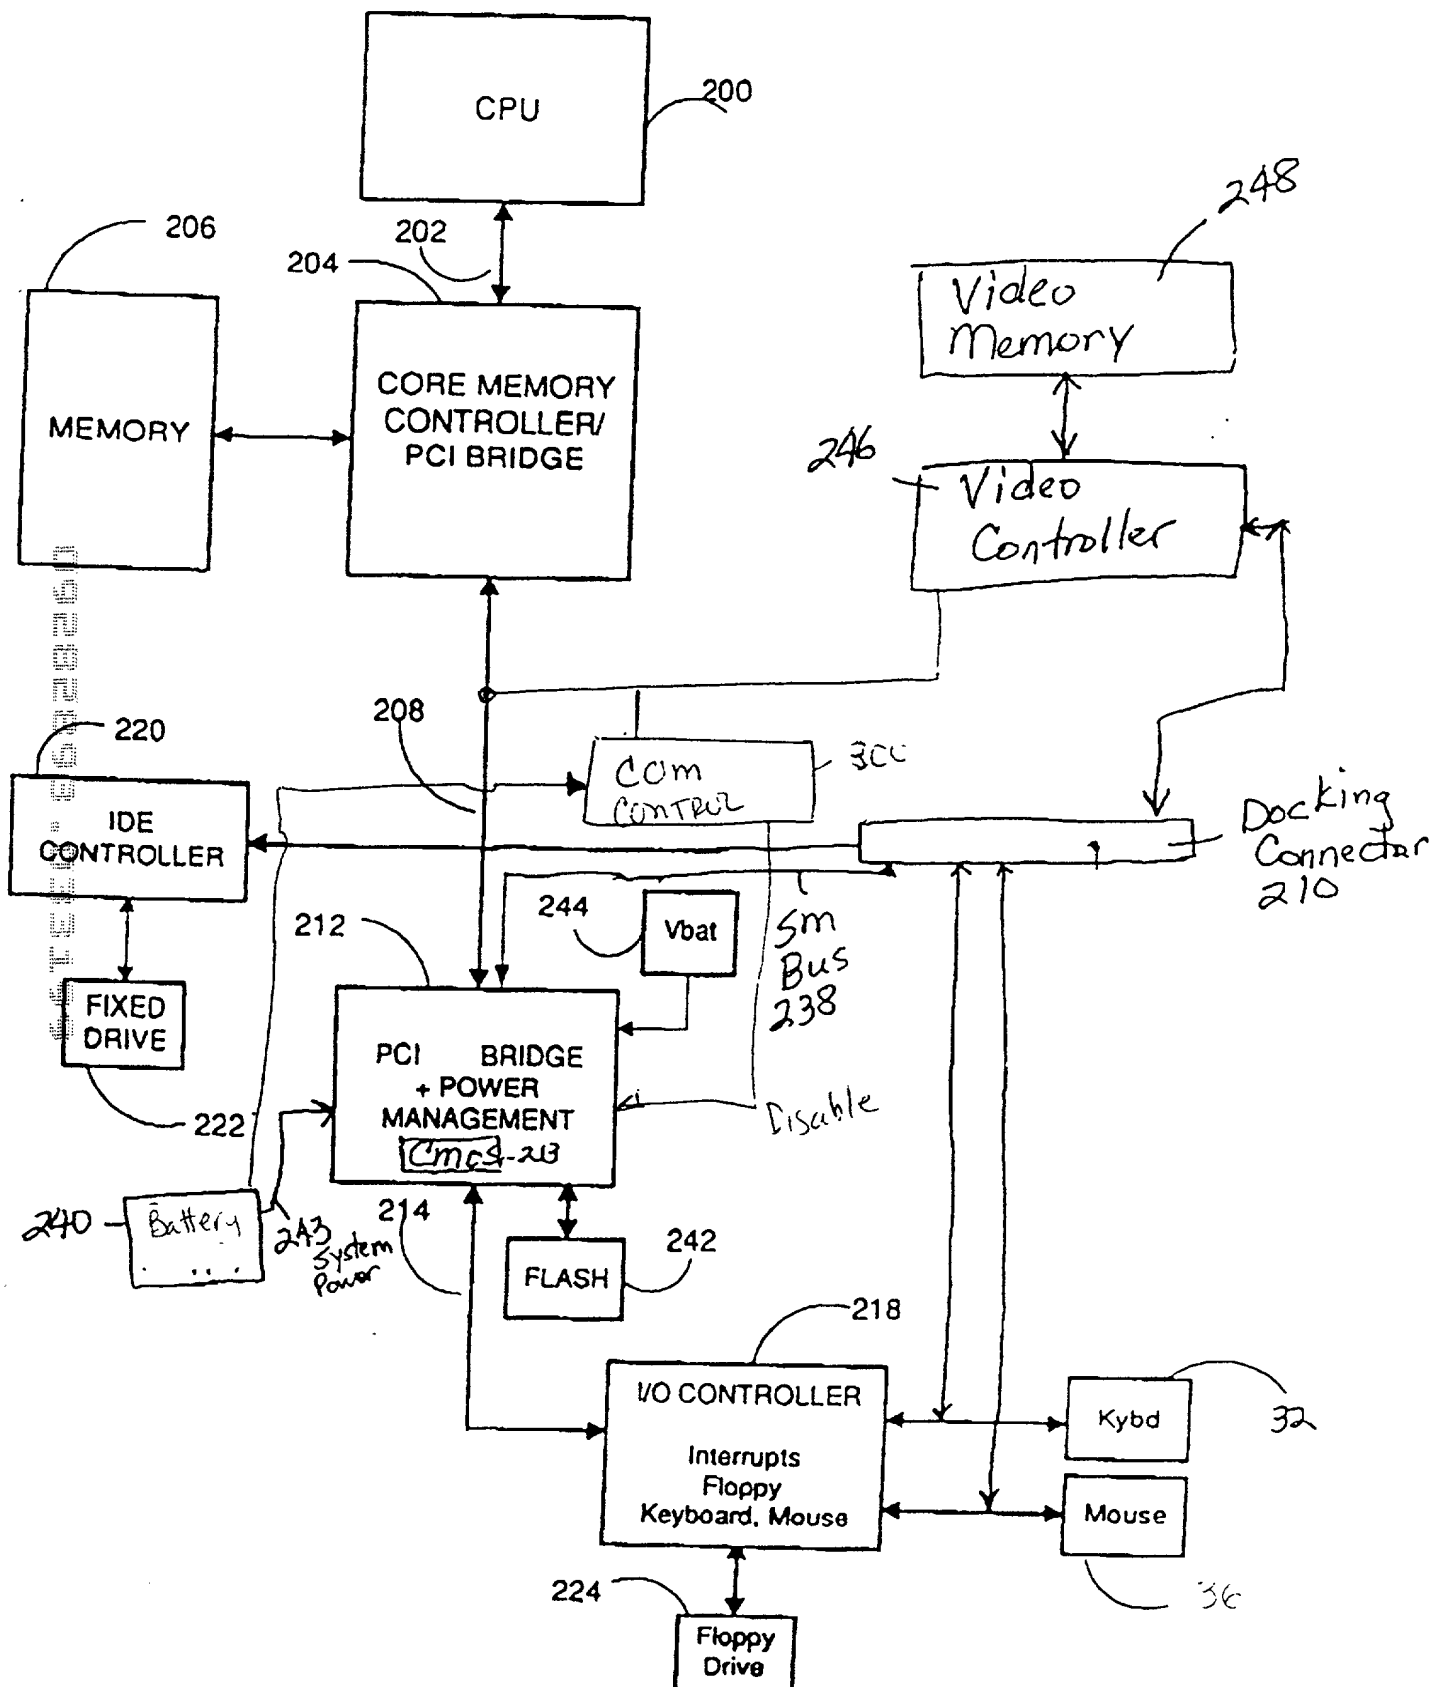 CPU
200
248
206
202
204
Video
Memory
MEMORY
CORE MEMORY
CONTROLLER/
PCI BRIDGE
246
Video
Controller
208
220
COM
CONTROL
IDE
CONTROLLER
Docking
Connector
210
244
Vbat
212
SM
Bus
238
FIXED
DRIVE
PCI BRIDGE
+ POWER
MANAGEMENT
Disable
222
213
240
Battery
243
System
Power
214
FLASH
242
218
I/O CONTROLLER
Interrupts
Floppy
Keyboard, Mouse
Kybd
32
Mouse
224
Floppy
Drive